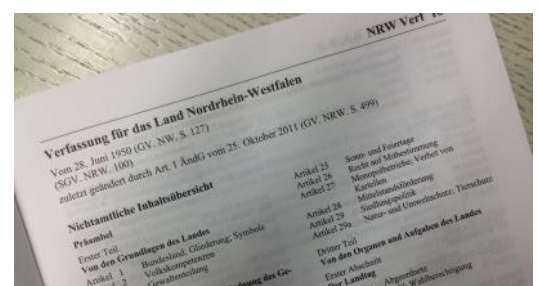 NRW Verf
Verfassung für das Land Nordrhein-Westfalen
Vom 28. Juni 1950 (GV. NW. S. 127)
(SGV. NRW. 100)
zuletzt geändert durch Art. 1 ÄndG vom 25. Oktober 2011 (GV. NRW. S. 499)
Nichtamtliche Inhaltsübersicht
Präambel
Erster Teil
Von den Grundlagen des Landes
Artikel 1 Bundesland; Gliederung; Symbole
2 Volkskompetenzen
Gewaltenteilung
Artikel 25 Sonn- und Feiertage
Artikel 26 Recht auf Mitbestimmung
Artikel 27 Monopolbetriebe; Verbot von
Kartellen
Artikel 28 Mittelstandsförderung
Artikel 29 Siedlungspolitik
Artikel 29a Natur- und Umweltschutz; Tierschutz
Dritter Teil
Von den Organen und Aufgaben des Landes
Erster Abschnitt
Der Landtag
Abgeordnete
Wahlberechtigung